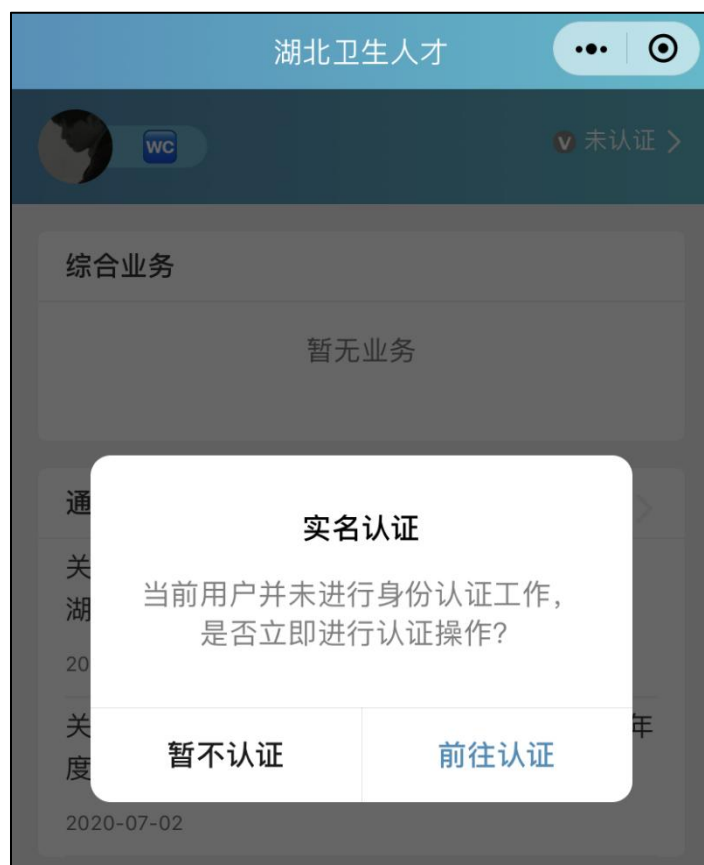 湖北卫生人才
WC
V 未认证
综合业务
暂无业务
通
关
湖
20
实名认证
当前用户并未进行身份认证工作，
是否立即进行认证操作?
关 年
度
暂不认证 前往认证
2020-07-02